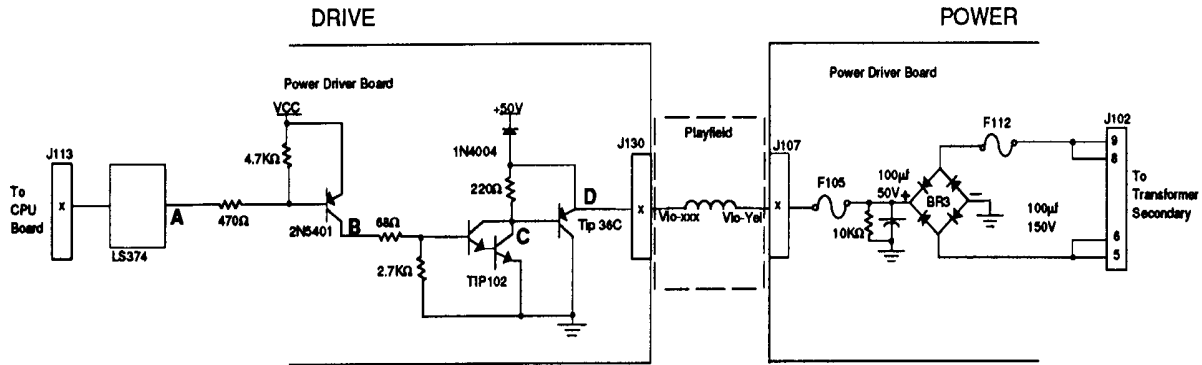 DRIVE
POWER
Power Driver Board
Power Driver Board
VCC
+50V
J102
F112
Playfield
1N4004
J113
4.7KΩ
J130
J107
9
8
220Ω
D
F105
100µf
50V
+
−
To
CPU
Board
x
A
x
x
BR3
To
Transformer
Secondary
470Ω
2N5401
B
68Ω
C
Tip 36C
Vio-xxx
Vio-Yel
10KΩ
100µf
150V
6
5
LS374
2.7KΩ
TIP102